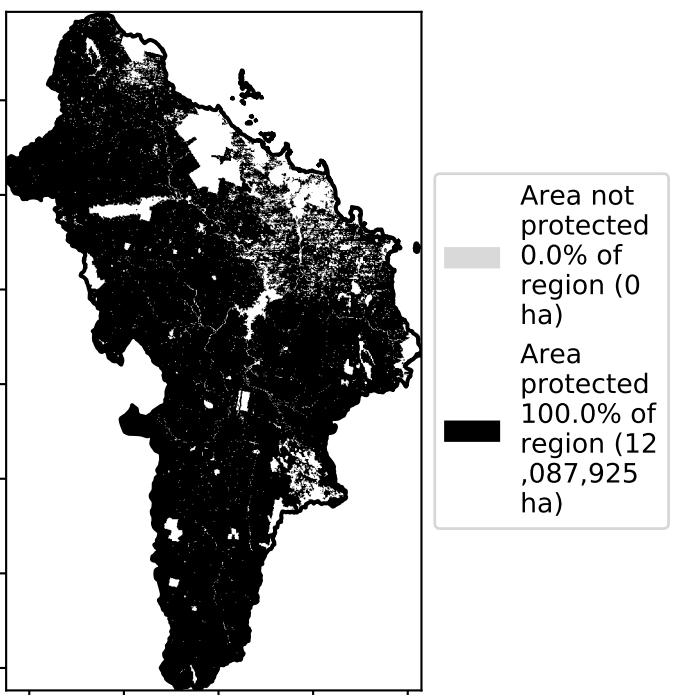 Area not
protected
0.0% of
region (0
ha)
Area
protected
100.0% of
region (12
,087,925
ha)